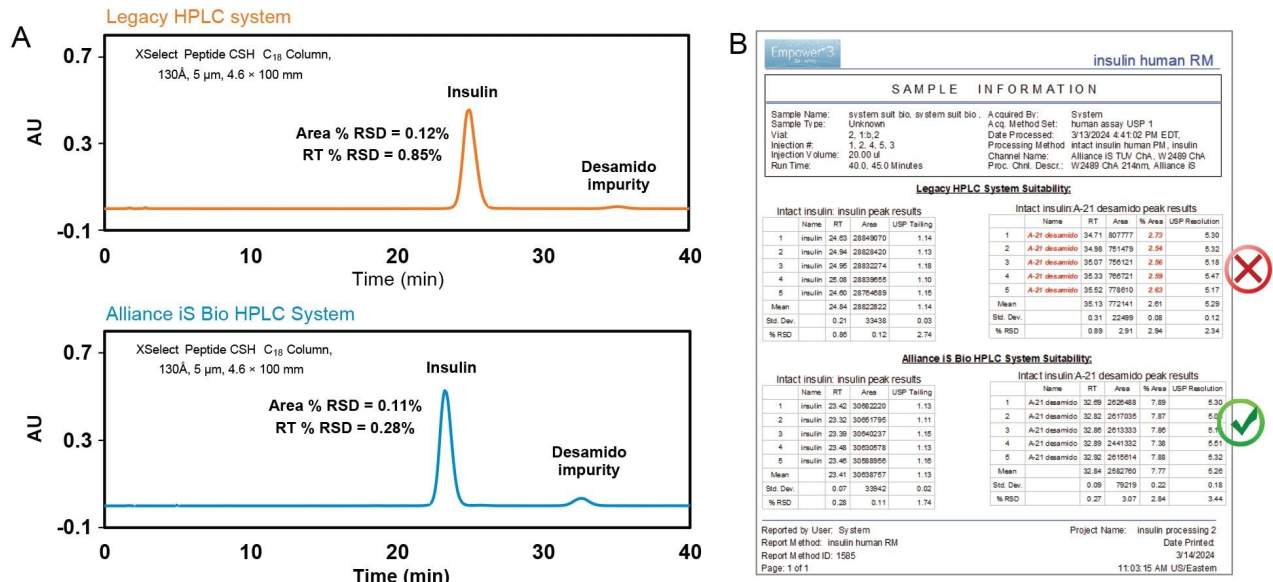 A
Legacy HPLC system
XSelect Peptide CSH C18 Column,
130Å, 5 µm, 4.6 × 100 mm
Insulin
Area % RSD = 0.12%
RT % RSD = 0.85%
Desamido
impurity
AU
0.7
0.3
-0.1
0 10 20 30 40
Time (min)
Alliance iS Bio HPLC System
XSelect Peptide CSH C18 Column,
130Å, 5 µm, 4.6 × 100 mm
Insulin
Area % RSD = 0.11%
RT % RSD = 0.28%
Desamido
impurity
AU
0.7
0.3
-0.1
0 10 20 30 40
Time (min)
B
Empower 3
insulin human RM
SAMPLE INFORMATION
Sample Name: system suit bio, system suit bio , Acquired By: System
Sample Type: Unknown Acq. Method Set: human assay USP 1
Vial: 2, 1:b,2 Date Processed: 3/13/2024 4:41:02 PM EDT,
Injection #: 1, 2, 4, 5, 3 Processing Method intact insulin human PM, insulin
Injection Volume: 20.00 ul Channel Name: Alliance iS TUV ChA, W2489 ChA
Run Time: 40.0, 45.0 Minutes Proc. Chnl. Descr.: W2489 ChA 214nm, Alliance iS
Legacy HPLC System Suitability:
Intact insulin: insulin peak results
Name RT Area USP Tailing
1 insulin 24.63 28849070 1.14
2 insulin 24.94 28828420 1.13
3 insulin 24.95 28832274 1.18
4 insulin 25.08 28839655 1.10
5 insulin 24.60 28764689 1.15
Mean 24.84 28822822 1.14
Std. Dev. 0.21 33438 0.03
% RSD 0.86 0.12 2.74
Intact insulin:A-21 desamido peak results
Name RT Area % Area USP Resolution
1 A-21 desamido 34.71 807777 2.73 5.30
2 A-21 desamido 34.98 751479 2.54 5.32
3 A-21 desamido 35.07 756121 2.56 5.18
4 A-21 desamido 35.33 766721 2.59 5.47
5 A-21 desamido 35.52 778610 2.63 5.17
Mean 35.13 772141 2.61 5.29
Std. Dev. 0.31 22499 0.08 0.12
% RSD 0.89 2.91 2.94 2.34
Alliance iS Bio HPLC System Suitability:
Intact insulin: insulin peak results
Name RT Area USP Tailing
1 insulin 23.42 30682220 1.13
2 insulin 23.32 30651795 1.11
3 insulin 23.39 30640237 1.15
4 insulin 23.48 30630578 1.13
5 insulin 23.46 30588956 1.16
Mean 23.41 30638757 1.13
Std. Dev. 0.07 33942 0.02
% RSD 0.28 0.11 1.74
Intact insulin:A-21 desamido peak results
Name RT Area % Area USP Resolution
1 A-21 desamido 32.69 2626488 7.89 5.30
2 A-21 desamido 32.82 2617035 7.87
3 A-21 desamido 32.86 2613333 7.86
4 A-21 desamido 32.89 2441332 7.38 5.51
5 A-21 desamido 32.92 2615614 7.88 5.32
Mean 32.84 2582760 7.77 5.26
Std. Dev. 0.09 79219 0.22 0.18
% RSD 0.27 3.07 2.84 3.44
Reported by User: System Project Name: insulin processing 2
Report Method: insulin human RM Date Printed:
Report Method ID: 1585 3/14/2024
Page: 1 of 1 11:03:15 AM US/Eastern